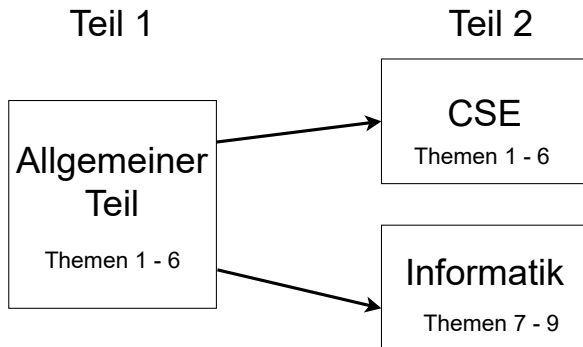 Teil 1
Teil 2
Allgemeiner
Teil
Themen 1 - 6
CSE
Themen 1 - 6
Informatik
Themen 7 - 9